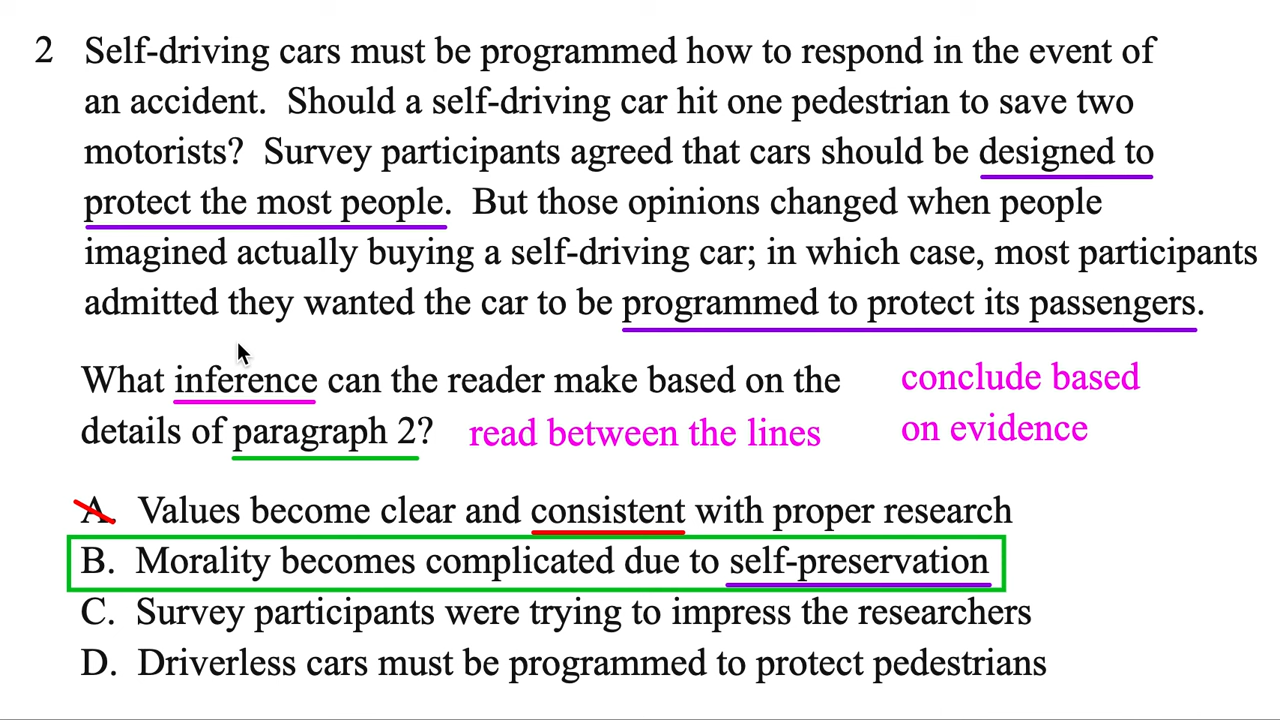 2 Self-driving cars must be programmed how to respond in the event of
an accident. Should a self-driving car hit one pedestrian to save two
motorists? Survey participants agreed that cars should be designed to
protect the most people. But those opinions changed when people
imagined actually buying a self-driving car; in which case, most participants
admitted they wanted the car to be programmed to protect its passengers.
What inference can the reader make based on the
details of paragraph 2? read between the lines
conclude based
on evidence
A. Values become clear and consistent with proper research
B. Morality becomes complicated due to self-preservation
C. Survey participants were trying to impress the researchers
D. Driverless cars must be programmed to protect pedestrians